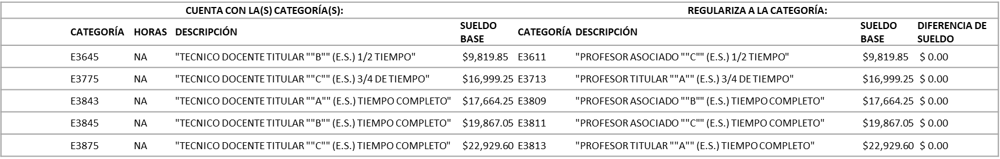 CUENTA CON LA(S) CATEGORÍA(S): REGULARIZA A LA CATEGORÍA:
CATEGORÍA HORAS DESCRIPCIÓN SUELDO BASE CATEGORÍA DESCRIPCIÓN SUELDO BASE DIFERENCIA DE SUELDO
E3645 NA "TECNICO DOCENTE TITULAR ""B"" (E.S.) 1/2 TIEMPO" $9,819.85 E3611 "PROFESOR ASOCIADO ""C"" (E.S.) 1/2 TIEMPO" $9,819.85 $ 0.00
E3775 NA "TECNICO DOCENTE TITULAR ""C"" (E.S.) 3/4 DE TIEMPO" $16,999.25 E3713 "PROFESOR TITULAR ""A"" (E.S.) 3/4 DE TIEMPO" $16,999.25 $ 0.00
E3843 NA "TECNICO DOCENTE TITULAR ""A"" (E.S.) TIEMPO COMPLETO" $17,664.25 E3809 "PROFESOR ASOCIADO ""B"" (E.S.) TIEMPO COMPLETO" $17,664.25 $ 0.00
E3845 NA "TECNICO DOCENTE TITULAR ""B"" (E.S.) TIEMPO COMPLETO" $19,867.05 E3811 "PROFESOR ASOCIADO ""C"" (E.S.) TIEMPO COMPLETO" $19,867.05 $ 0.00
E3875 NA "TECNICO DOCENTE TITULAR ""C"" (E.S.) TIEMPO COMPLETO" $22,929.60 E3813 "PROFESOR TITULAR ""A"" (E.S.) TIEMPO COMPLETO" $22,929.60 $ 0.00